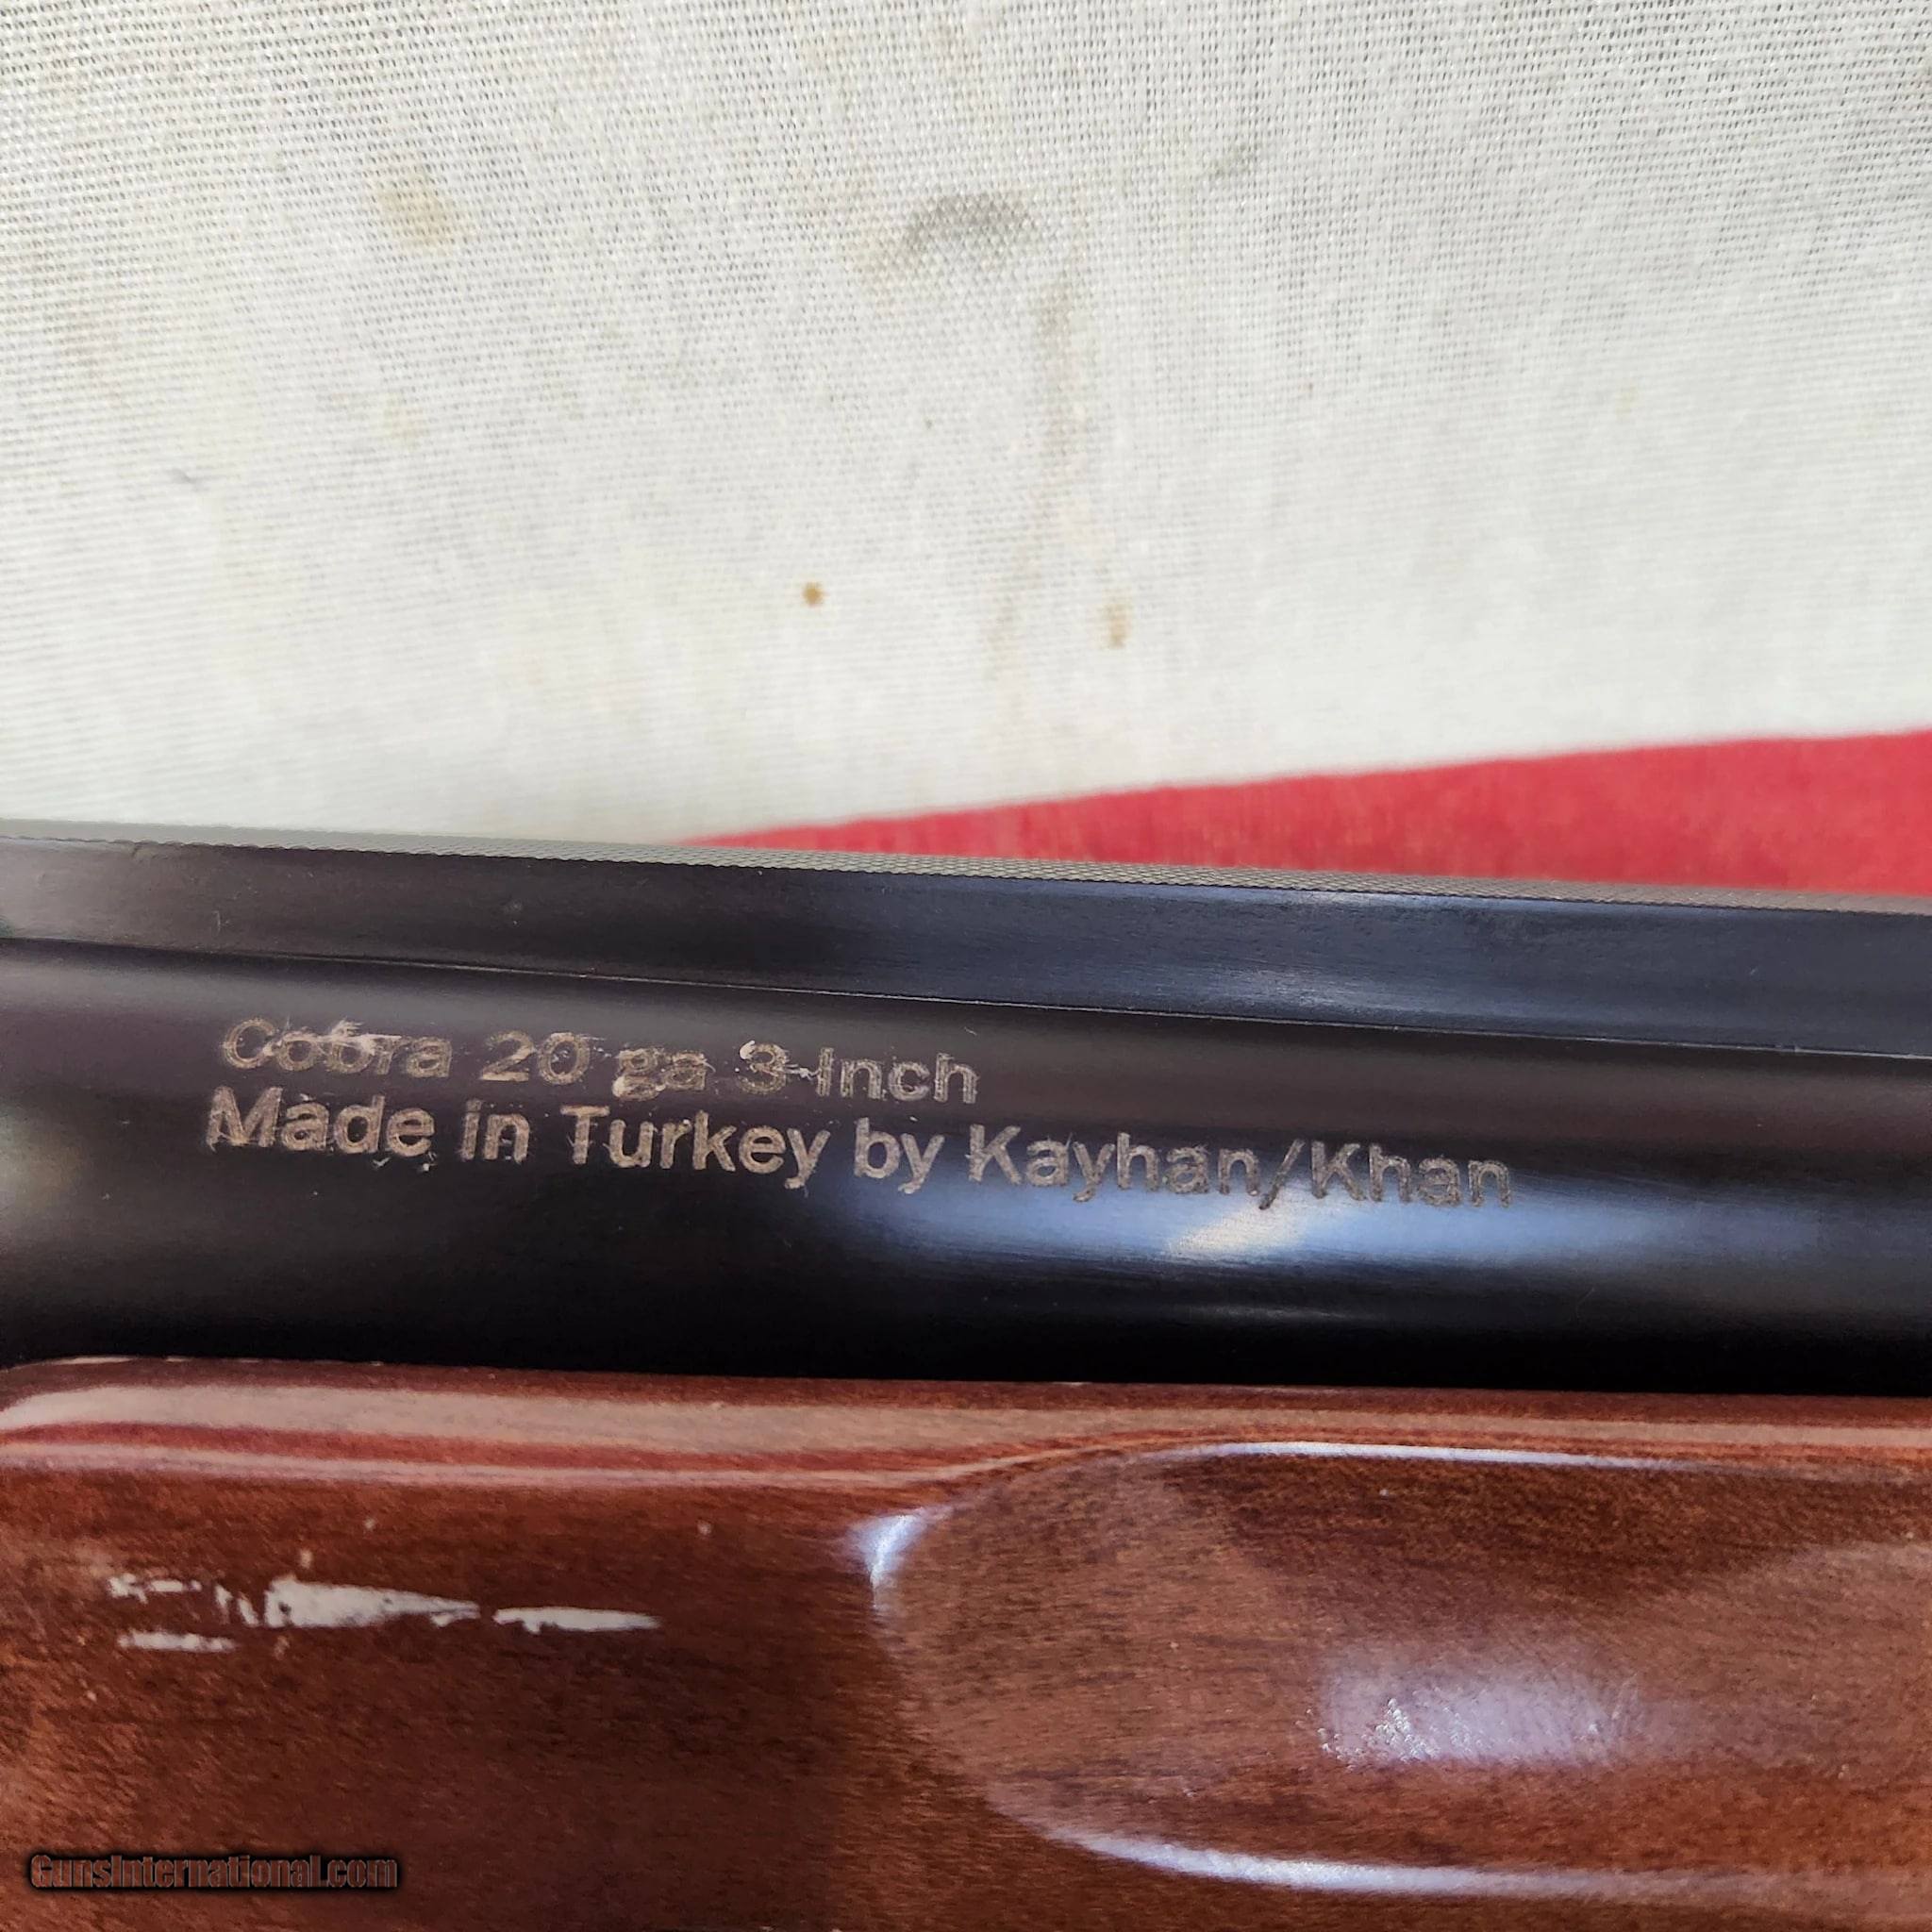 Cobra 20 ga 3-Inch
Made in Turkey by Kayhan/Khan
GunsInternational.com